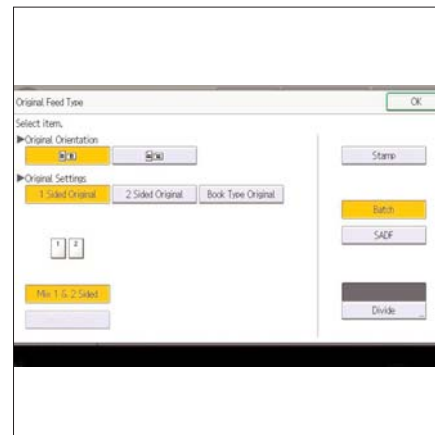 Original Feed Type
OK
Select item.
►Original Orientation
Stamp
►Original Settings
1 Sided Original 2 Sided Original Book Type Original
Batch
SADF
1 2
Mix 1 & 2 Sided
Divide